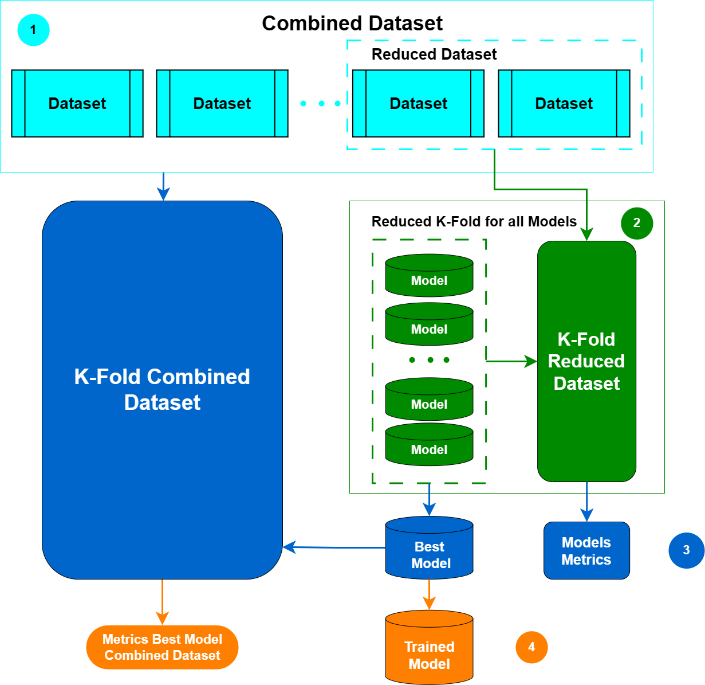 1
Combined Dataset
Reduced Dataset
Dataset
Dataset
Dataset
Dataset
Reduced K-Fold for all Models
2
Model
Model
Model
Model
K-Fold
Reduced
Dataset
K-Fold Combined
Dataset
Best
Model
Models
Metrics
3
Metrics Best Model
Combined Dataset
Trained
Model
4